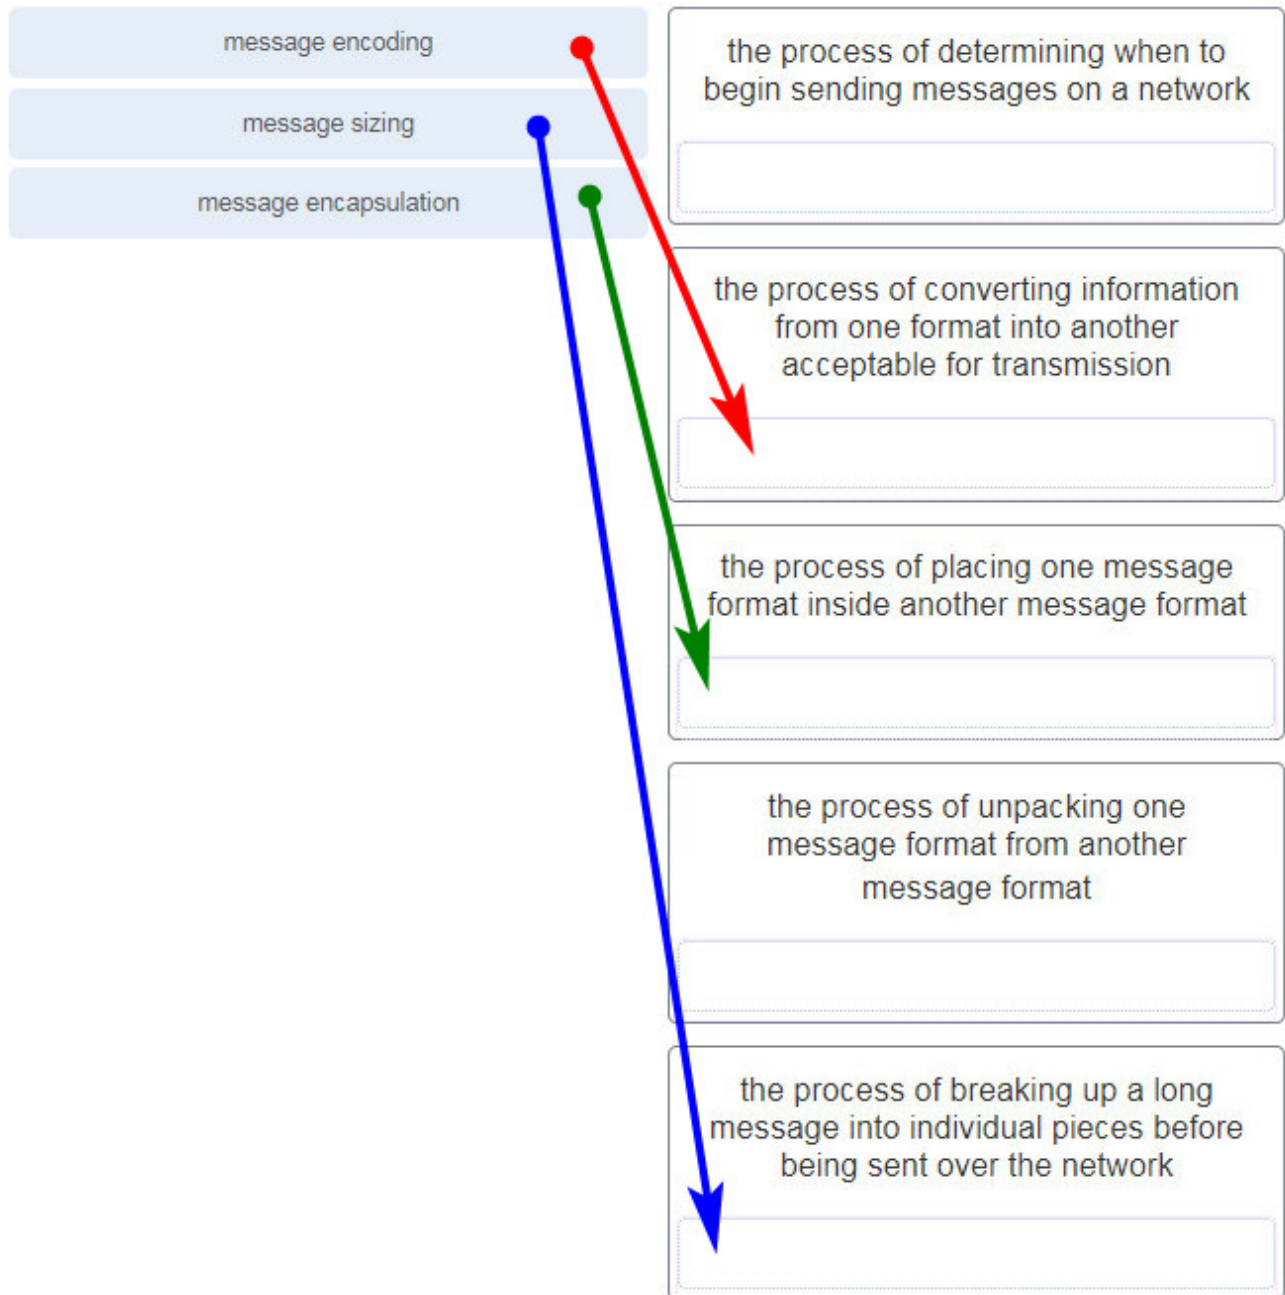 message encoding
message sizing
message encapsulation
the process of determining when to
begin sending messages on a network
the process of converting information
from one format into another
acceptable for transmission
the process of placing one message
format inside another message format
the process of unpacking one
message format from another
message format
the process of breaking up a long
message into individual pieces before
being sent over the network